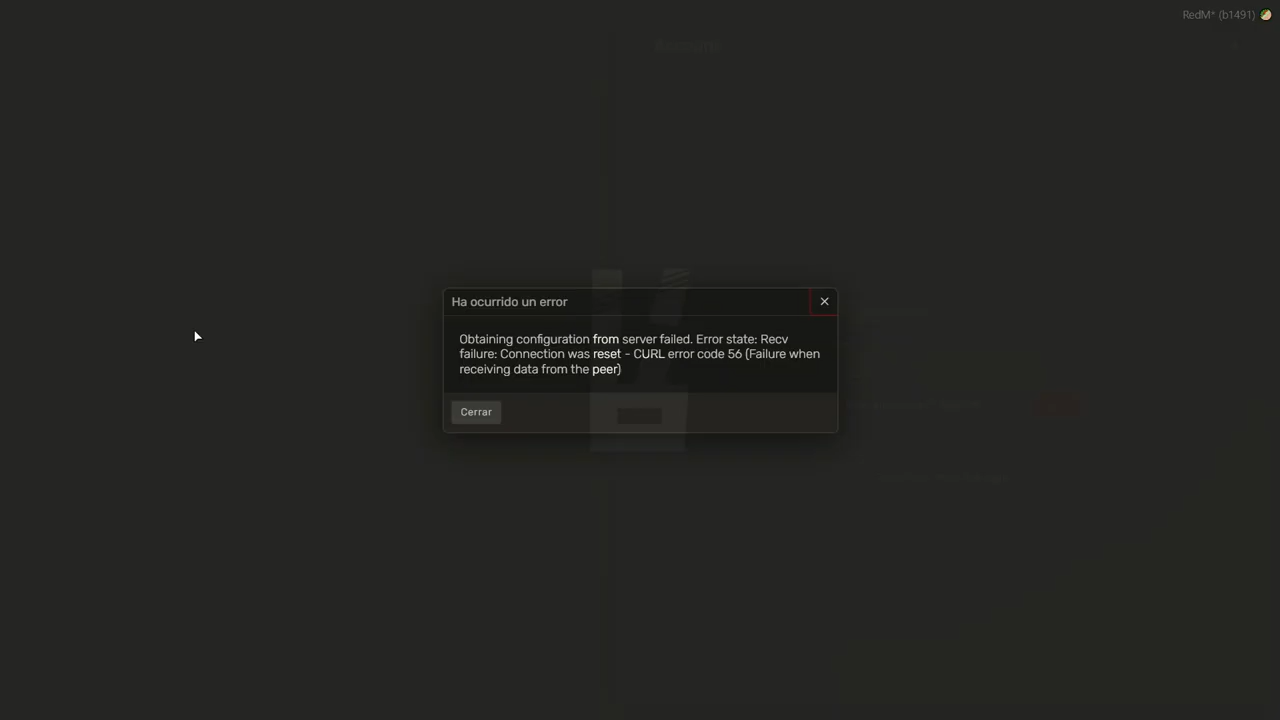 RedM* (b1491)
Ha ocurrido un error
Obtaining configuration from server failed. Error state: Recv
failure: Connection was reset - CURL error code 56 (Failure when
receiving data from the peer)
Cerrar